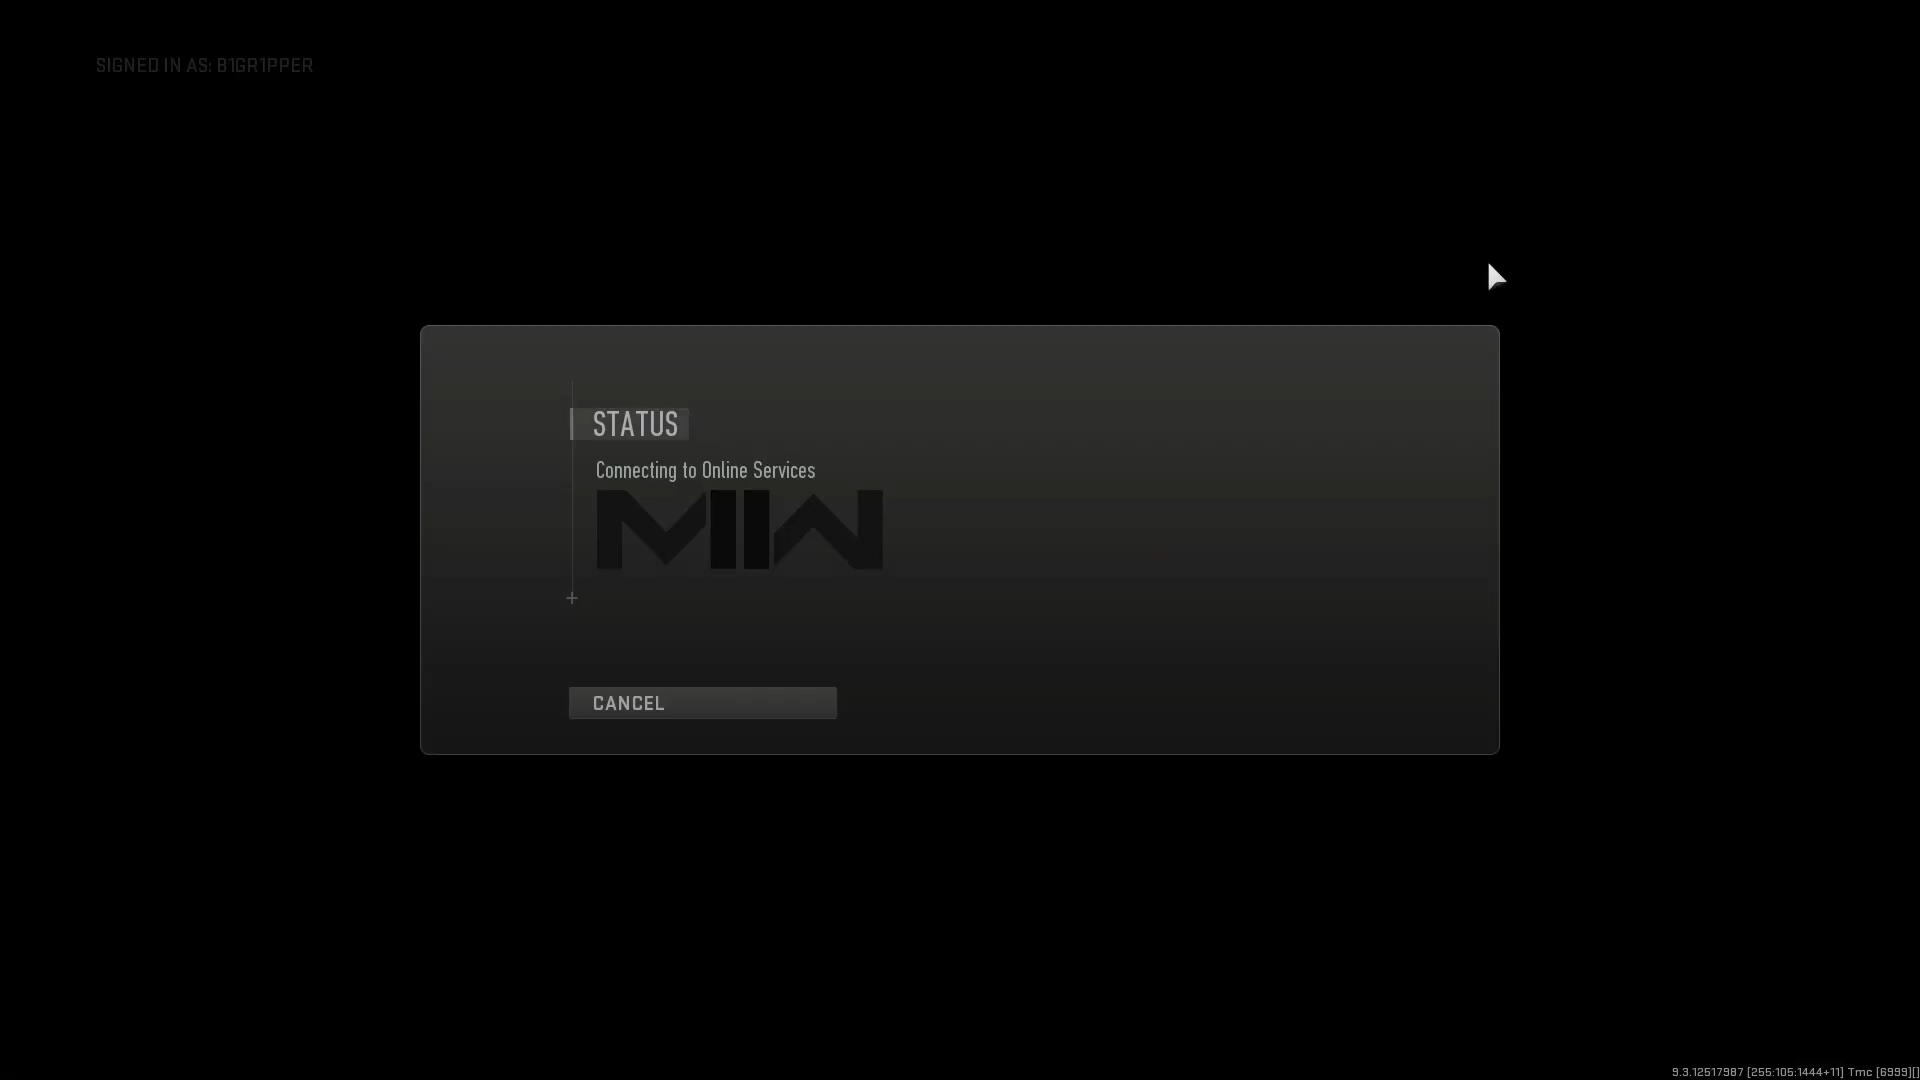 SIGNED IN AS: B1GR1PPER
STATUS
Connecting to Online Services
MIIW
CANCEL
9.3.12517987 [255:105:1444+11] Tmc [6999][]